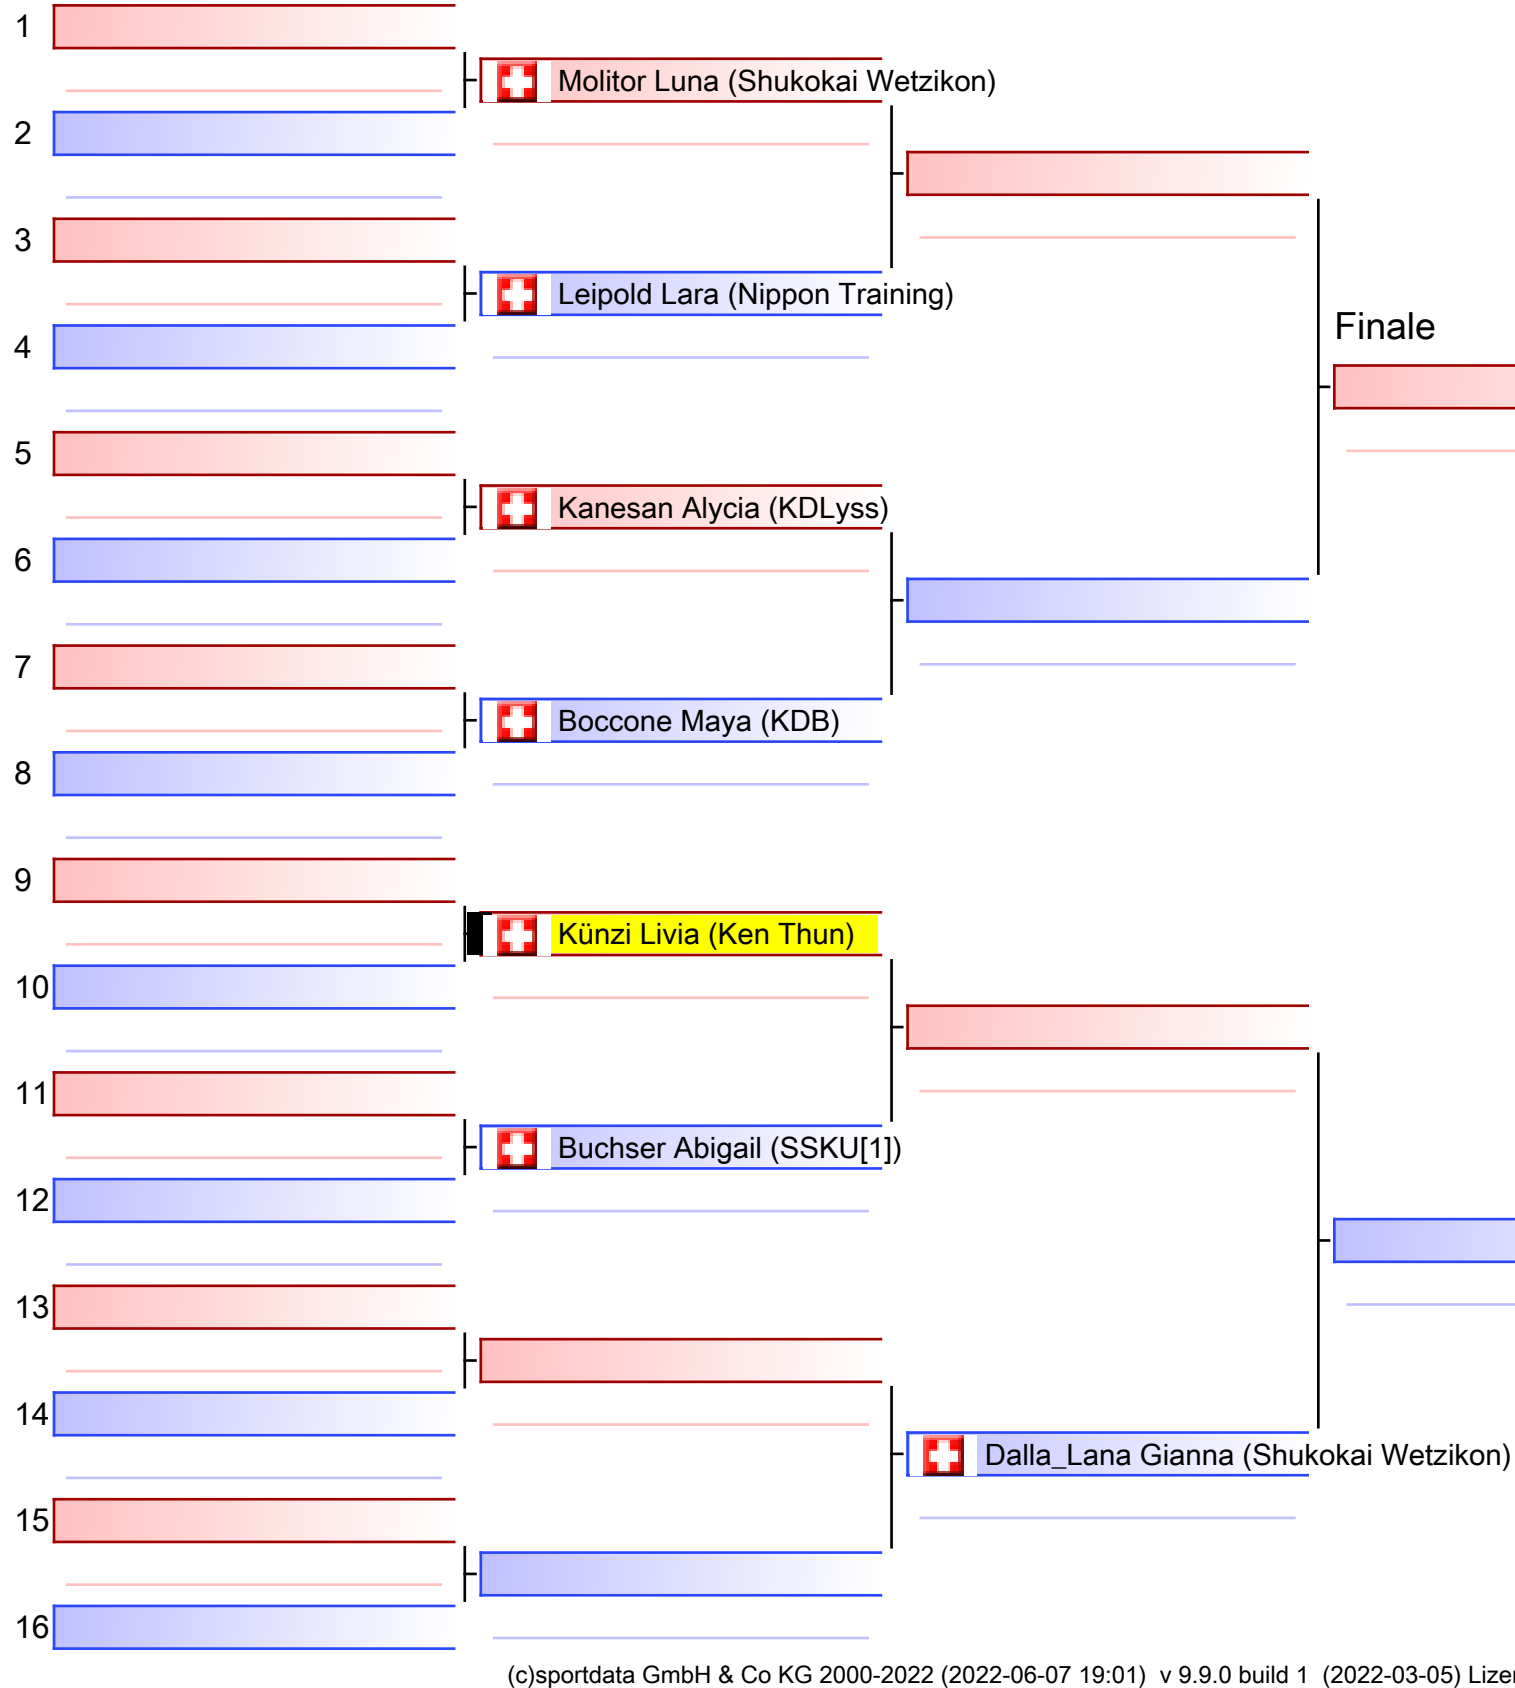 1
Molitor Luna (Shukokai Wetzikon)
2
3
Leipold Lara (Nippon Training)
4
Finale
5
Kanesan Alycia (KDLyss)
6
7
Boccone Maya (KDB)
8
9
Künzi Livia (Ken Thun)
10
11
Buchser Abigail (SSKU[1])
12
13
14
Dalla_Lana Gianna (Shukokai Wetzikon)
15
16
(c)sportdata GmbH & Co KG 2000-2022 (2022-06-07 19:01) v 9.9.0 build 1 (2022-03-05) Lizen